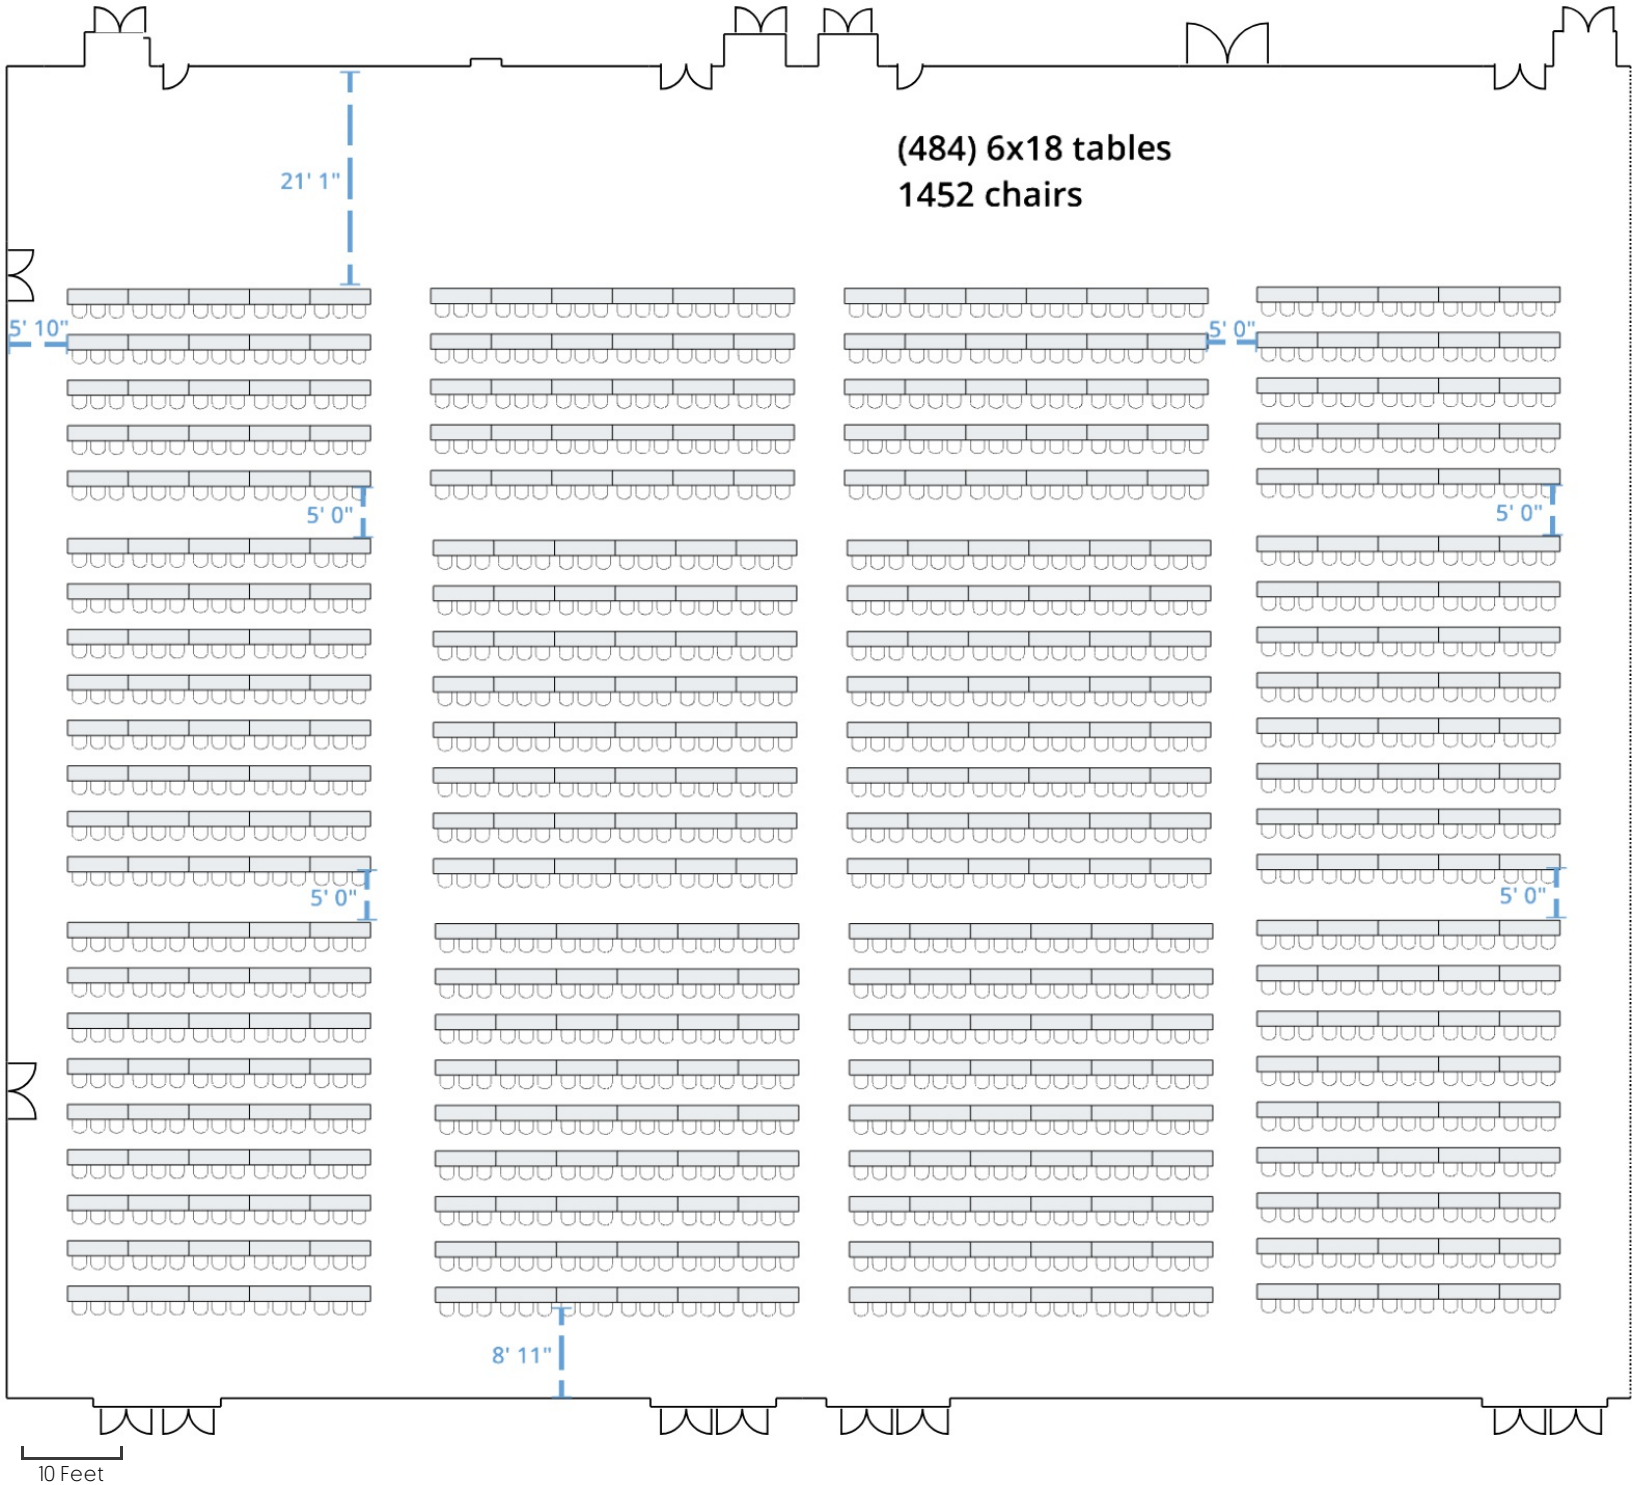 (484) 6x18 tables
1452 chairs
21' 1"
5' 10"
5' 0"
5' 0"
5' 0"
5' 0"
5' 0"
8' 11"
10 Feet